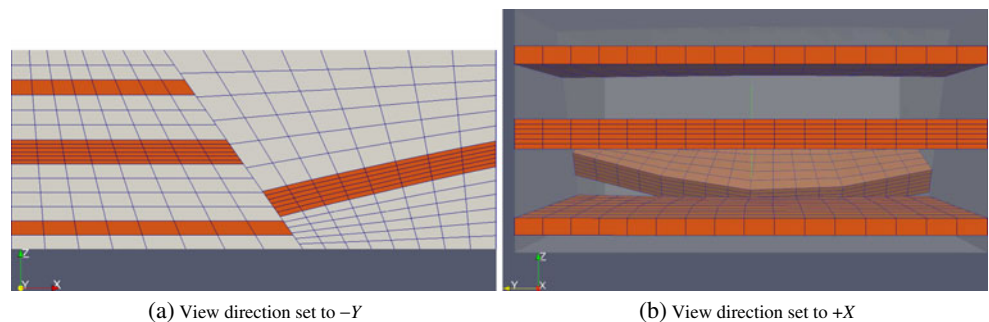 Z
Y X
Z
Y X
(a) View direction set to –Y
(b) View direction set to +X